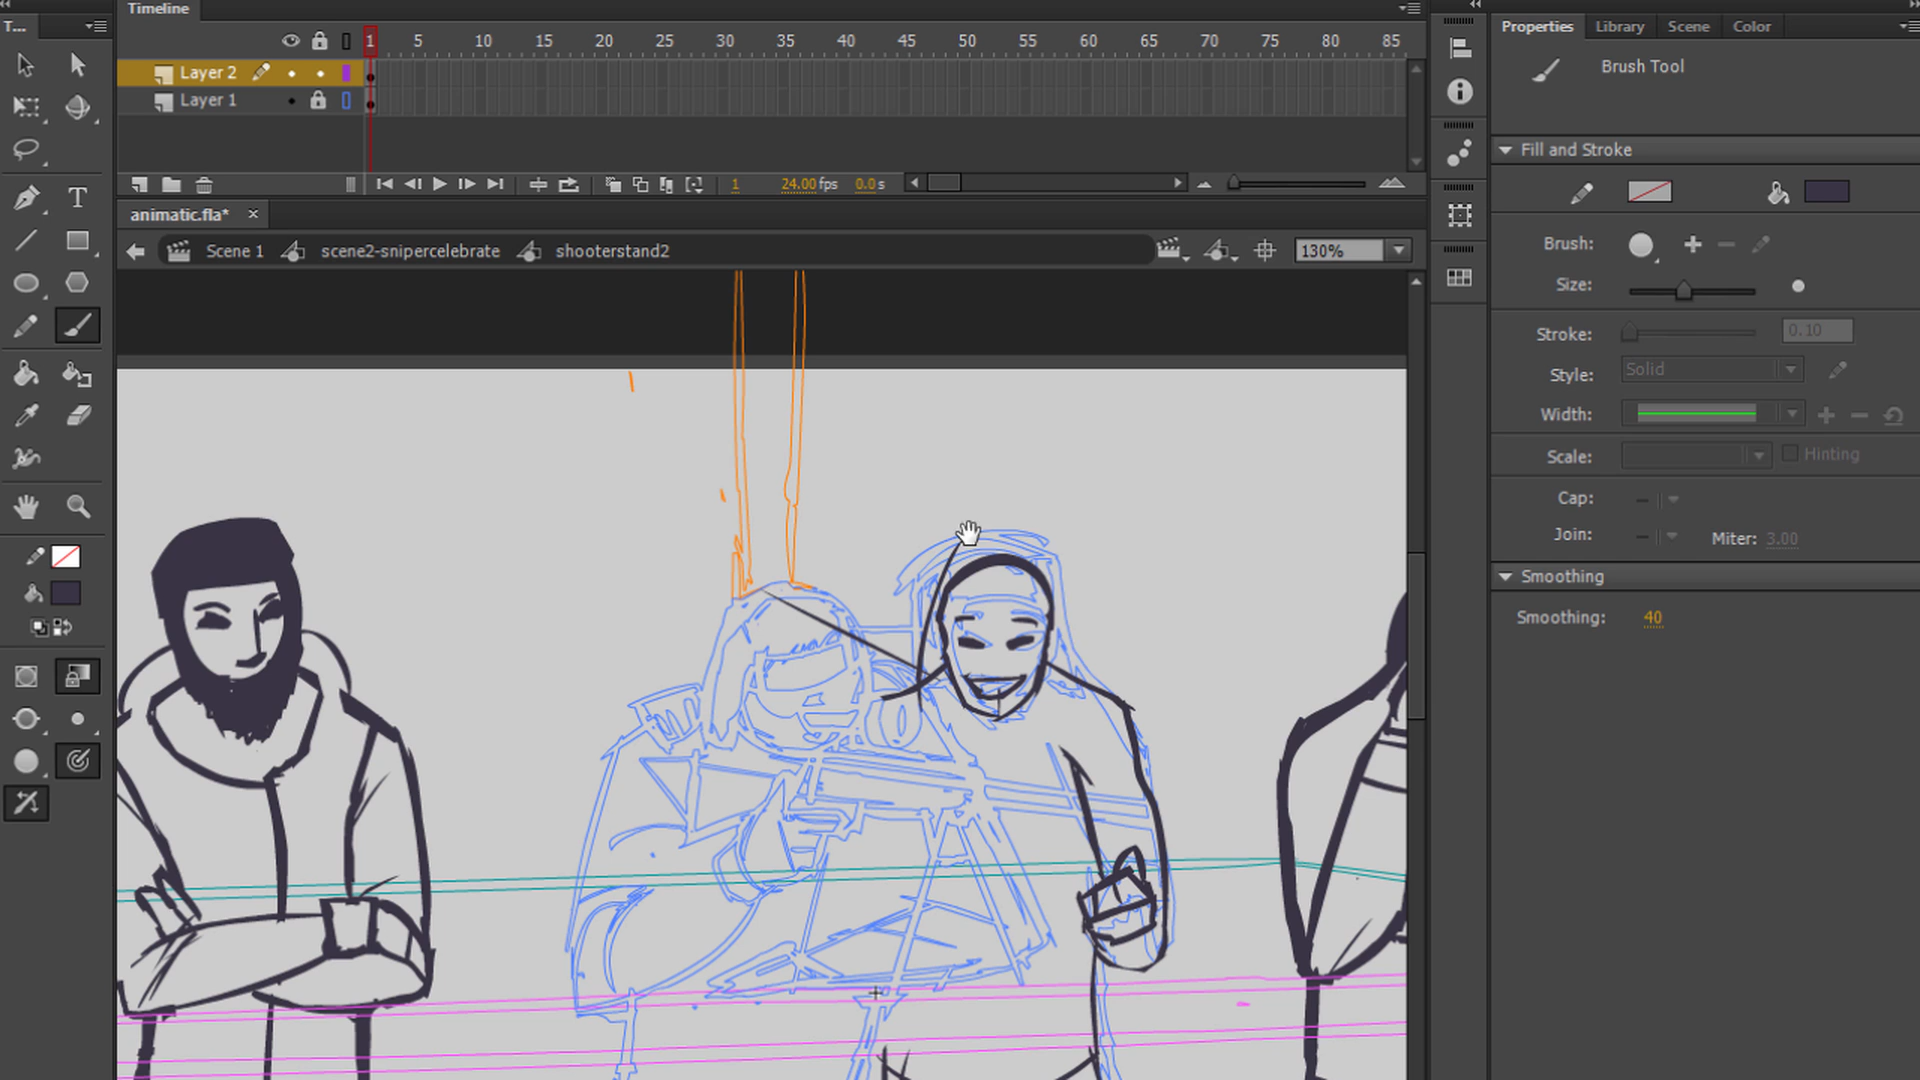 T...
Timeline
1 5 10 15 20 25 30 35 40 45 50 55 60 65 70 75 80 85
Layer 2
Layer 1
1 24.00 fps 0.0 s
animatic.fla* ×
Scene 1 scene2-snipercelebrate shooterstand2 130%
T
Properties Library Scene Color
Brush Tool
Fill and Stroke
Brush:
Size:
Stroke: 0.10
Style: Solid
Width:
Scale: Hinting
Cap:
Join: Miter: 3.00
Smoothing
Smoothing: 40